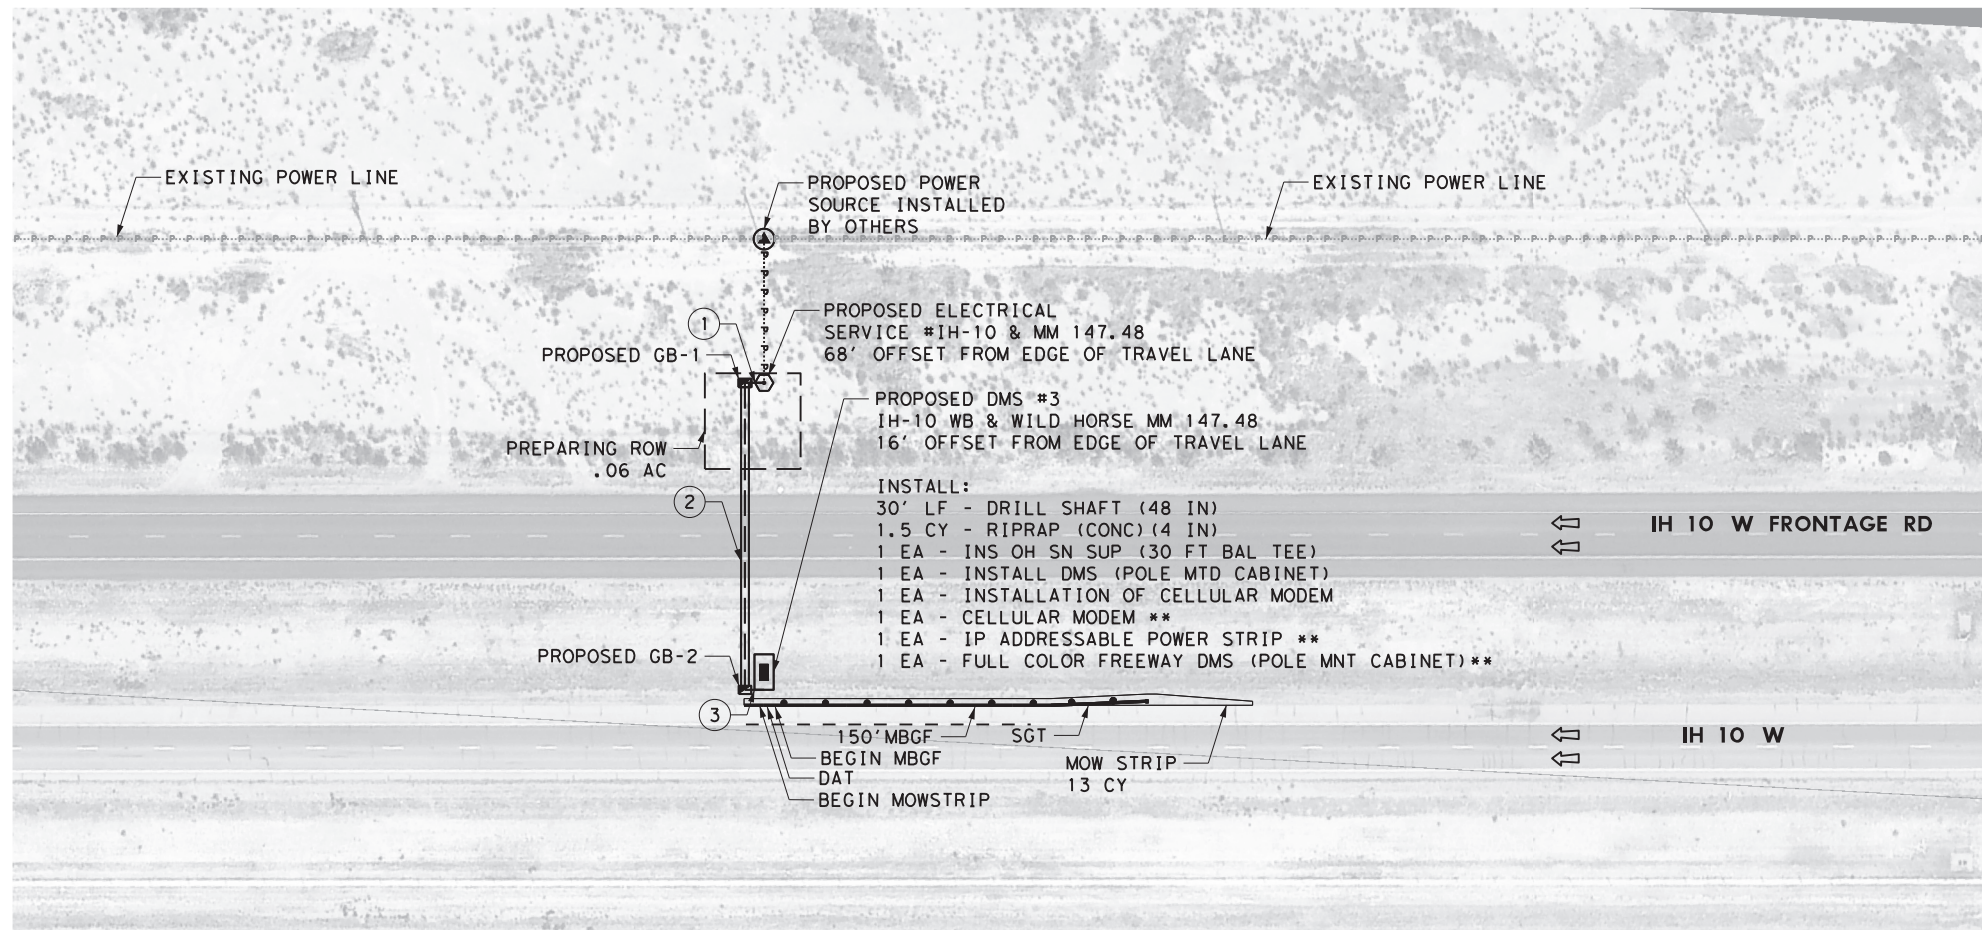 EXISTING POWER LINE
PROPOSED POWER
SOURCE INSTALLED
BY OTHERS
EXISTING POWER LINE
1
PROPOSED ELECTRICAL
SERVICE #IH-10 & MM 147.48
68' OFFSET FROM EDGE OF TRAVEL LANE
PROPOSED GB-1
PROPOSED DMS #3
IH-10 WB & WILD HORSE MM 147.48
16' OFFSET FROM EDGE OF TRAVEL LANE
PREPARING ROW
.06 AC
2
INSTALL:
30' LF - DRILL SHAFT (48 IN)
1.5 CY - RIPRAP (CONC)(4 IN)
1 EA - INS OH SN SUP (30 FT BAL TEE)
1 EA - INSTALL DMS (POLE MTD CABINET)
1 EA - INSTALLATION OF CELLULAR MODEM
1 EA - CELLULAR MODEM **
1 EA - IP ADDRESSABLE POWER STRIP **
1 EA - FULL COLOR FREEWAY DMS (POLE MNT CABINET)**
IH 10 W FRONTAGE RD
PROPOSED GB-2
3
150'MBGF
SGT
BEGIN MBGF
DAT
BEGIN MOWSTRIP
MOW STRIP
13 CY
IH 10 W